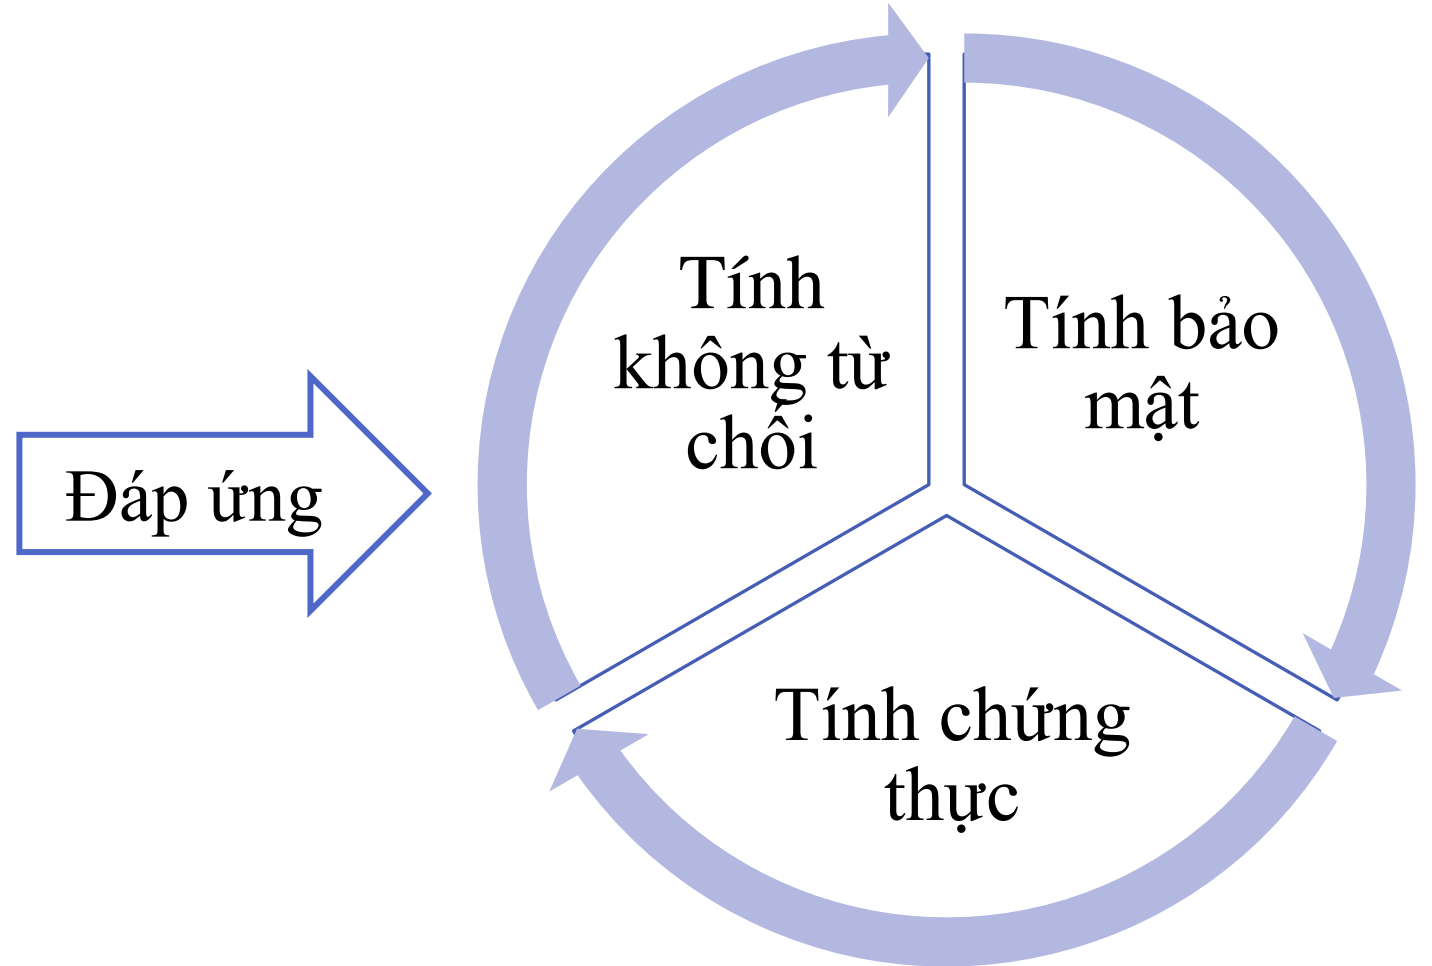 Đáp ứng
Tính
không từ
chối
Tính bảo
mật
Tính chứng
thực